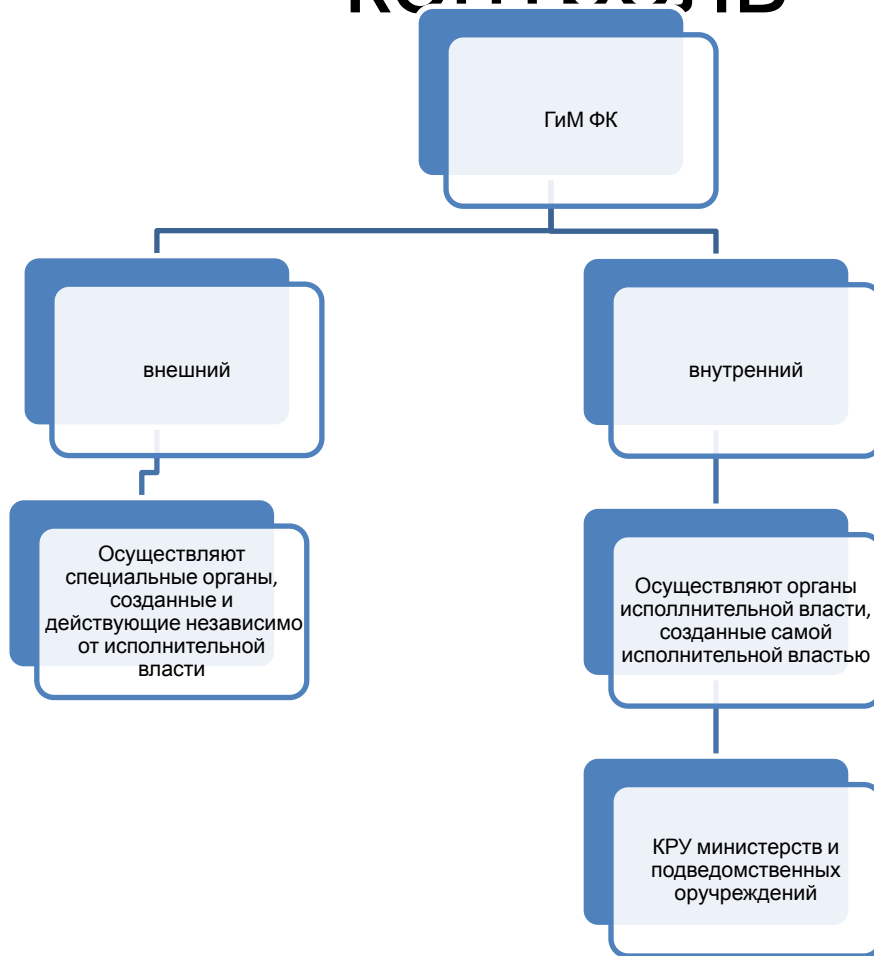 ГиМ ФК
внешний
внутренний
Осуществляют
специальные органы,
созданные и
действующие независимо
от исполнительной
власти
Осуществляют органы
исполлнительной власти,
созданные самой
исполнительной властью
КРУ министерств и
подведомственных
оручреждений